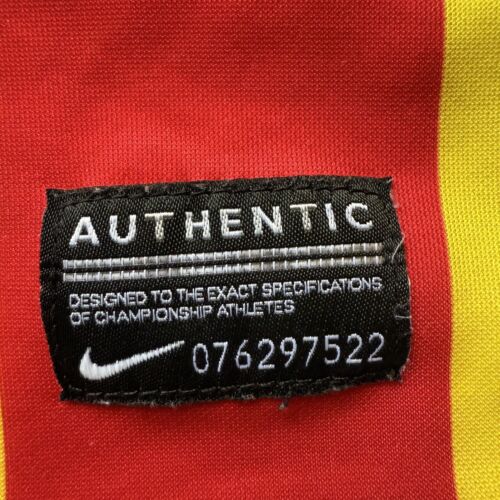 AUTHENTIC
DESIGNED TO THE EXACT SPECIFICATIONS
OF CHAMPIONSHIP ATHLETES
076297522